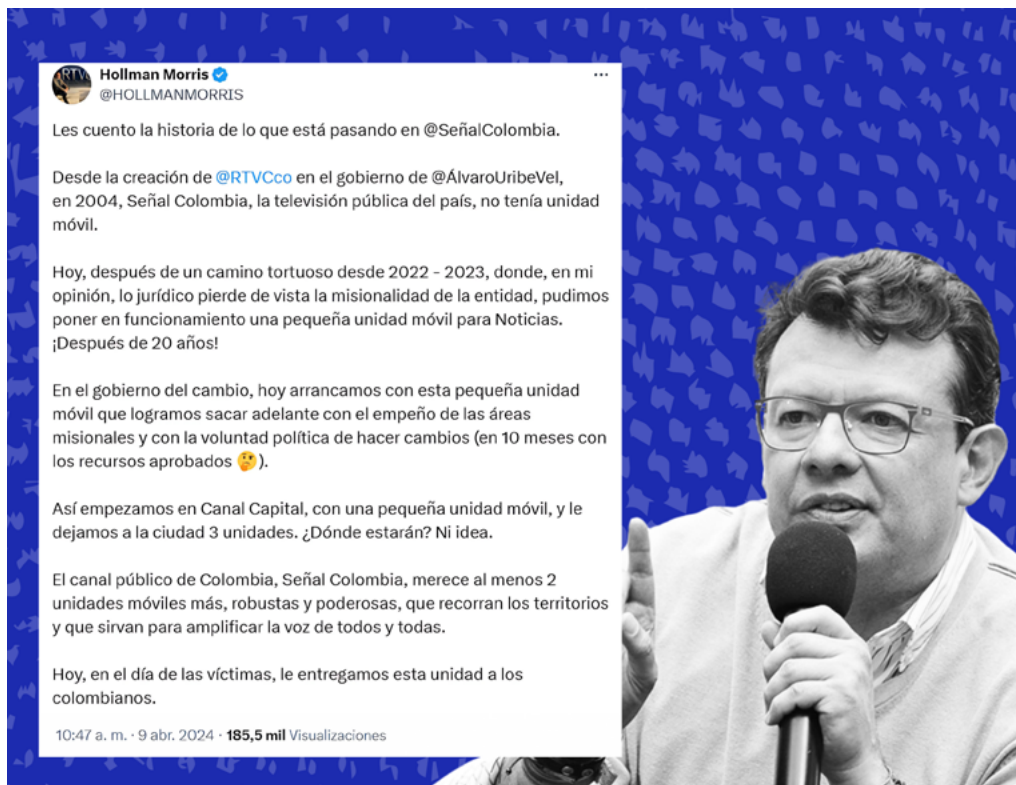 RTV
Hollman Morris
@HOLLMANMORRIS
Les cuento la historia de lo que está pasando en @SeñalColombia.
Desde la creación de @RTVCco en el gobierno de @ÁlvaroUribeVel,
en 2004, Señal Colombia, la televisión pública del país, no tenía unidad
móvil.
Hoy, después de un camino tortuoso desde 2022 - 2023, donde, en mi
opinión, lo jurídico pierde de vista la misionalidad de la entidad, pudimos
poner en funcionamiento una pequeña unidad móvil para Noticias.
¡Después de 20 años!
En el gobierno del cambio, hoy arrancamos con esta pequeña unidad
móvil que logramos sacar adelante con el empeño de las áreas
misionales y con la voluntad política de hacer cambios (en 10 meses con
los recursos aprobados 🤔).
Así empezamos en Canal Capital, con una pequeña unidad móvil, y le
dejamos a la ciudad 3 unidades. ¿Dónde estarán? Ni idea.
El canal público de Colombia, Señal Colombia, merece al menos 2
unidades móviles más, robustas y poderosas, que recorran los territorios
y que sirvan para amplificar la voz de todos y todas.
Hoy, en el día de las víctimas, le entregamos esta unidad a los
colombianos.
10:47 a. m. · 9 abr. 2024 · 185,5 mil Visualizaciones